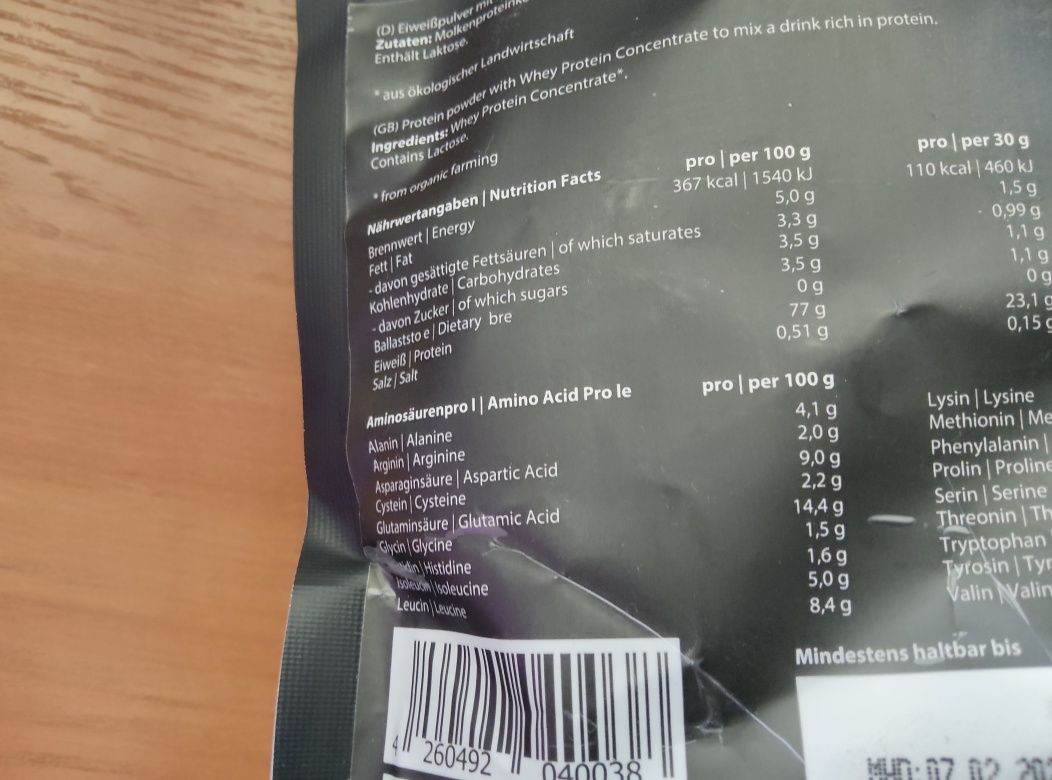 (D) Eiweißpulver
Zutaten: Molkenprotein
Enthält Laktose.
* aus ökologischer Landwirtschaft
(GB) Protein powder with Whey Protein Concentrate to mix a drink rich in protein.
Ingredients: Whey Protein Concentrate*.
Contains Lactose.
* from organic farming
Nährwertangaben | Nutrition Facts pro | per 100 g pro | per 30 g
Brennwert | Energy 367 kcal | 1540 kJ 110 kcal | 460 kJ
Fett | Fat 5,0 g 1,5 g
- davon gesättigte Fettsäuren | of which saturates 3,3 g 0,99 g
Kohlenhydrate | Carbohydrates 3,5 g 1,1 g
- davon Zucker | of which sugars 3,5 g 1,1 g
Ballaststo e | Dietary bre 0 g 0 g
Eiweiß | Protein 77 g 23,1 g
Salz | Salt 0,51 g 0,15 g
Aminosäurenpro l | Amino Acid Pro le pro | per 100 g
Alanin | Alanine 4,1 g Lysin | Lysine
Arginin | Arginine 2,0 g Methionin | Me
Asparaginsäure | Aspartic Acid 9,0 g Phenylalanin |
Cystein | Cysteine 2,2 g Prolin | Proline
Glutaminsäure | Glutamic Acid 14,4 g Serin | Serine
Glycin | Glycine 1,5 g Threonin | Th
din | Histidine 1,6 g Tryptophan
Isoleucin | Isoleucine 5,0 g Tyrosin | Tyr
Leucin | Leucine 8,4 g Valin | Valin
Mindestens haltbar bis
4 260492 040038
MHD: 07 02 20